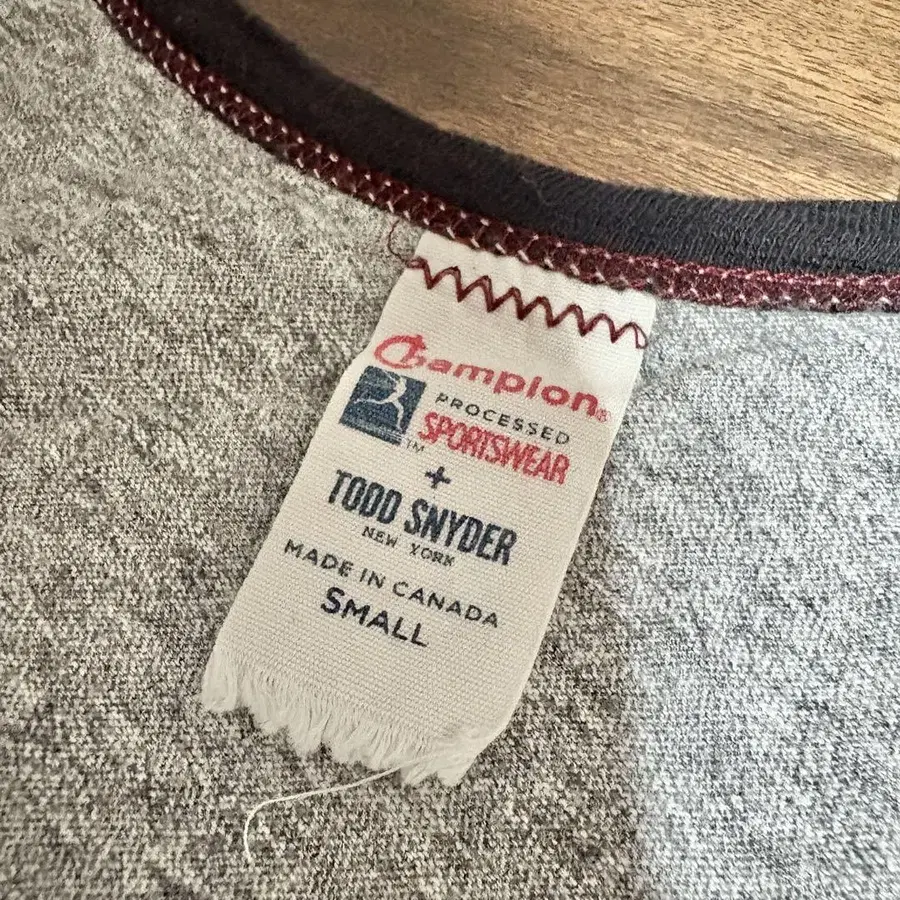 Champion®
PROCESSED
SPORTSWEAR
TM
+
TODD SNYDER
NEW YORK
MADE IN CANADA
SMALL